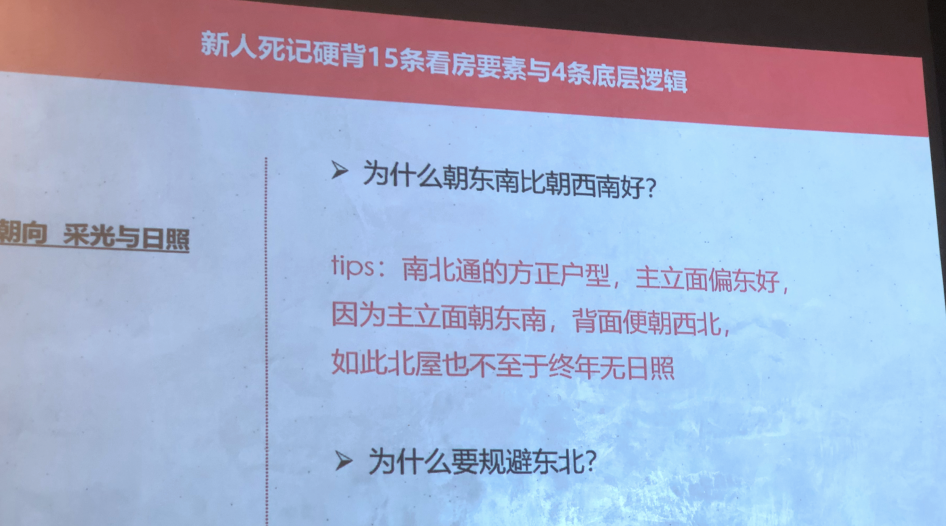 新人死记硬背15条看房要素与4条底层逻辑
朝向 采光与日照
➢ 为什么朝东南比朝西南好?
tips：南北通的方正户型，主立面偏东好，
因为主立面朝东南，背面便朝西北，
如此北屋也不至于终年无日照
➢ 为什么要规避东北?